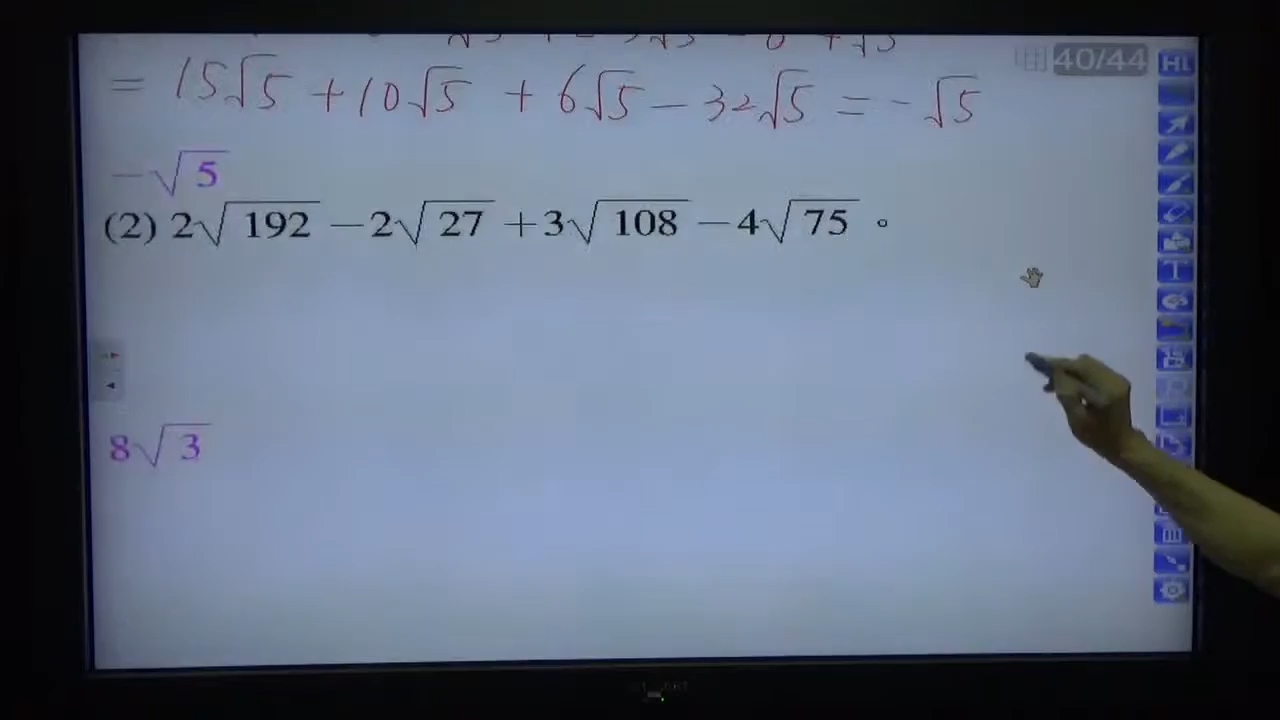 40/44
= 15√5 + 10√5 + 6√5 − 32√5 = -√5
−√5
(2) 2√192 −2√27 +3√108 −4√75 。
8√3